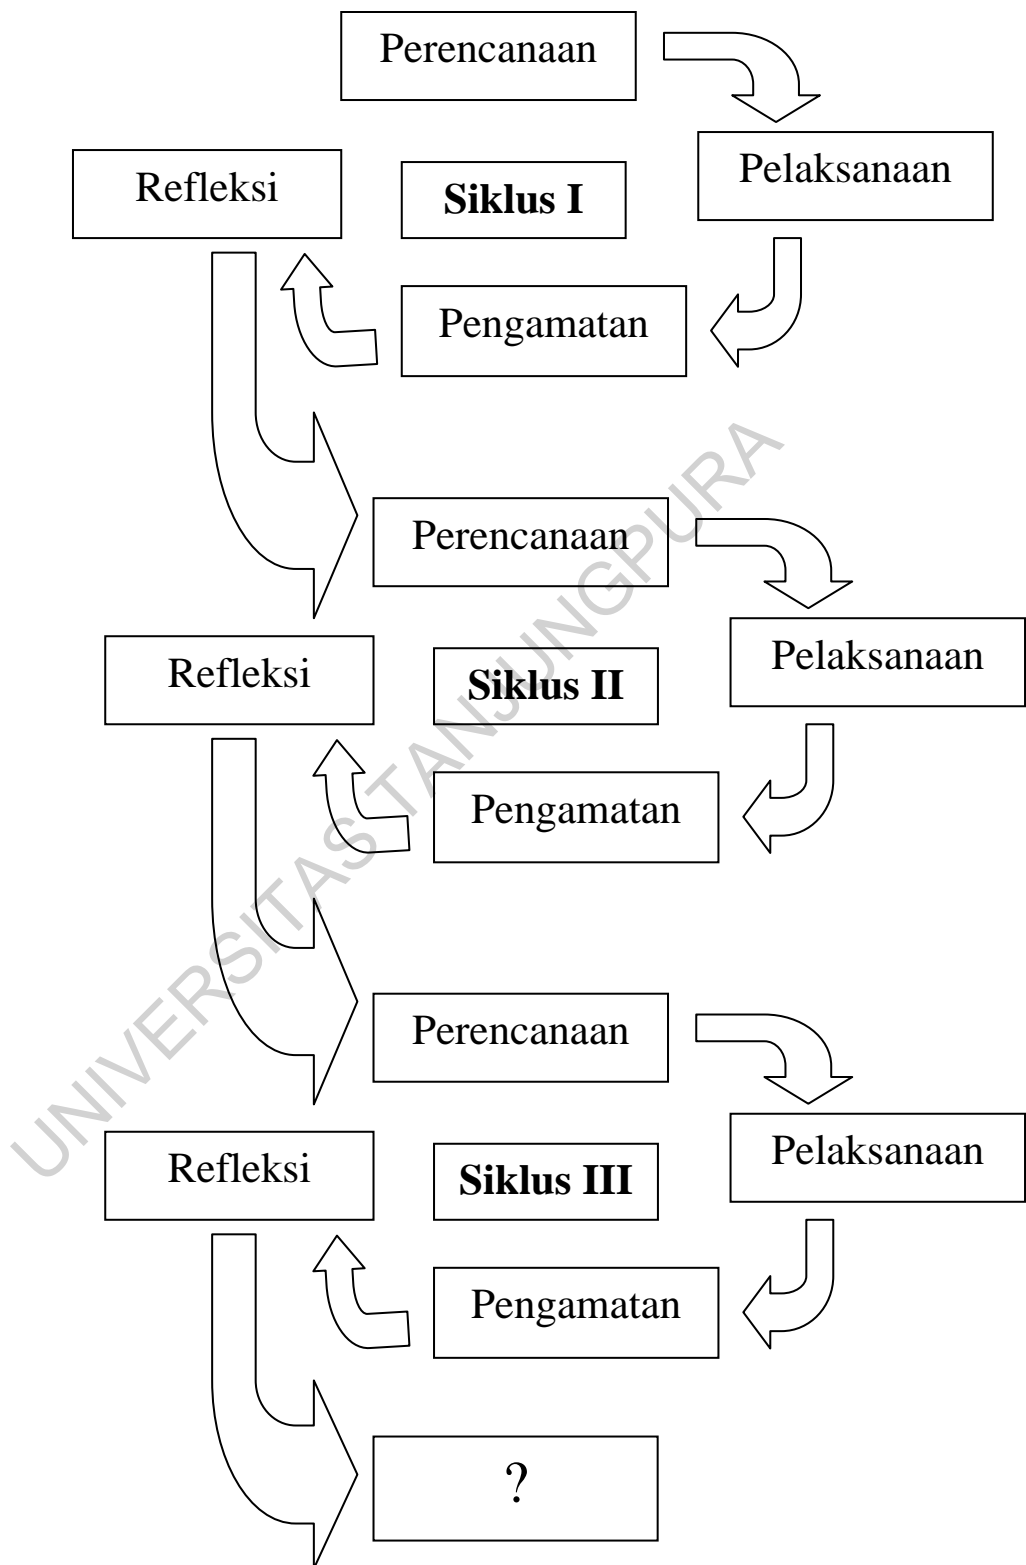 Perencanaan
Pelaksanaan
Refleksi
Siklus I
Pengamatan
Perencanaan
Pelaksanaan
Refleksi
Siklus II
Pengamatan
Perencanaan
Pelaksanaan
Refleksi
Siklus III
Pengamatan
?
UNIVERSITAS TANJUNGPURA